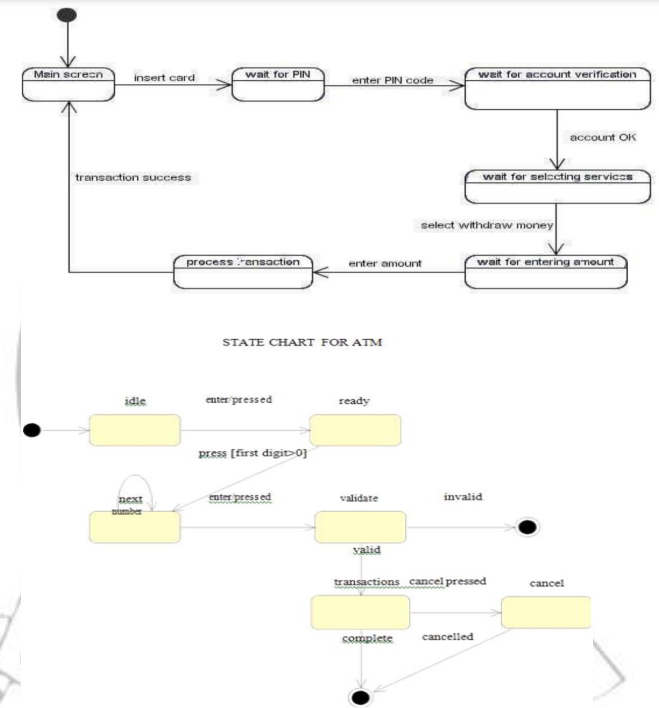 Main screen
insert card
wait for PIN
enter PIN code
wait for account verification
account OK
transaction success
wait for selecting services
select withdraw money
process transaction
enter amount
wait for entering amount
STATE CHART FOR ATM
idle
enter/pressed
ready
press [first digit>0]
next
number
enter/pressed
validate
invalid
valid
transactions
cancel pressed
cancel
complete
cancelled